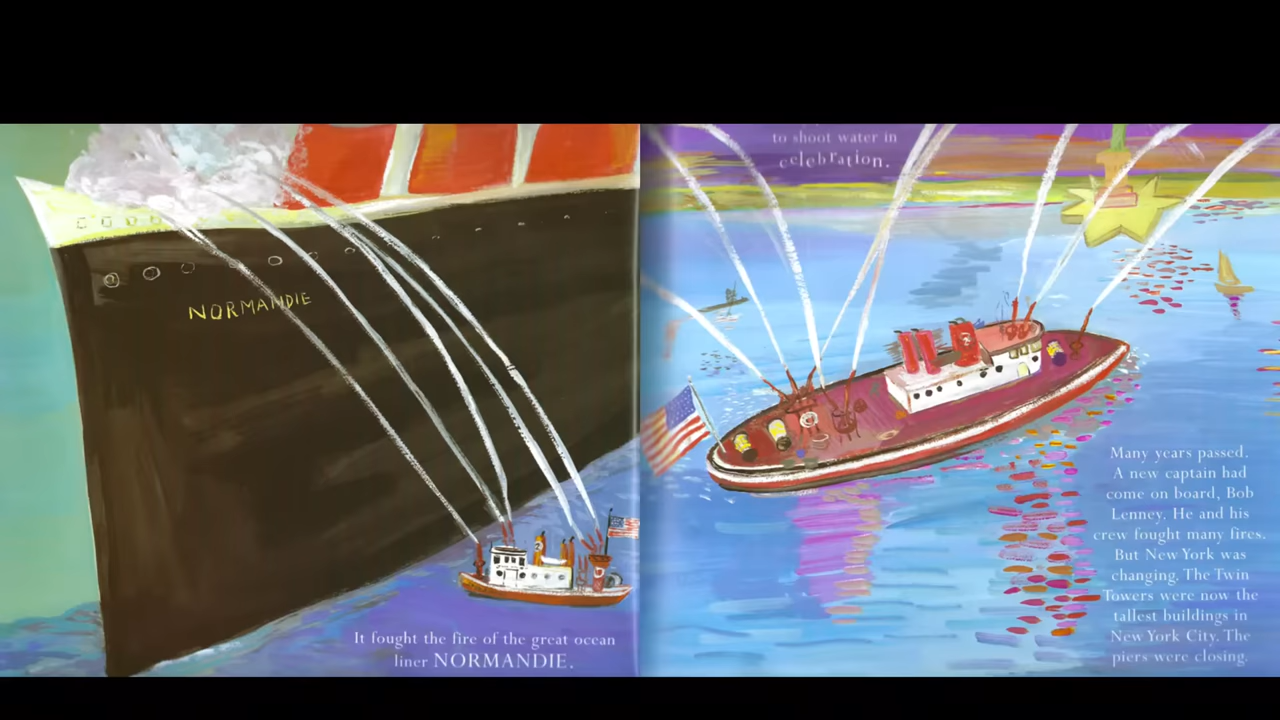 NORMANDIE
It fought the fire of the great ocean
liner NORMANDIE.
to shoot water in
celebration.
Many years passed.
A new captain had
come on board, Bob
Lenney. He and his
crew fought many fires.
But New York was
changing. The Twin
Towers were now the
tallest buildings in
New York City. The
piers were closing.